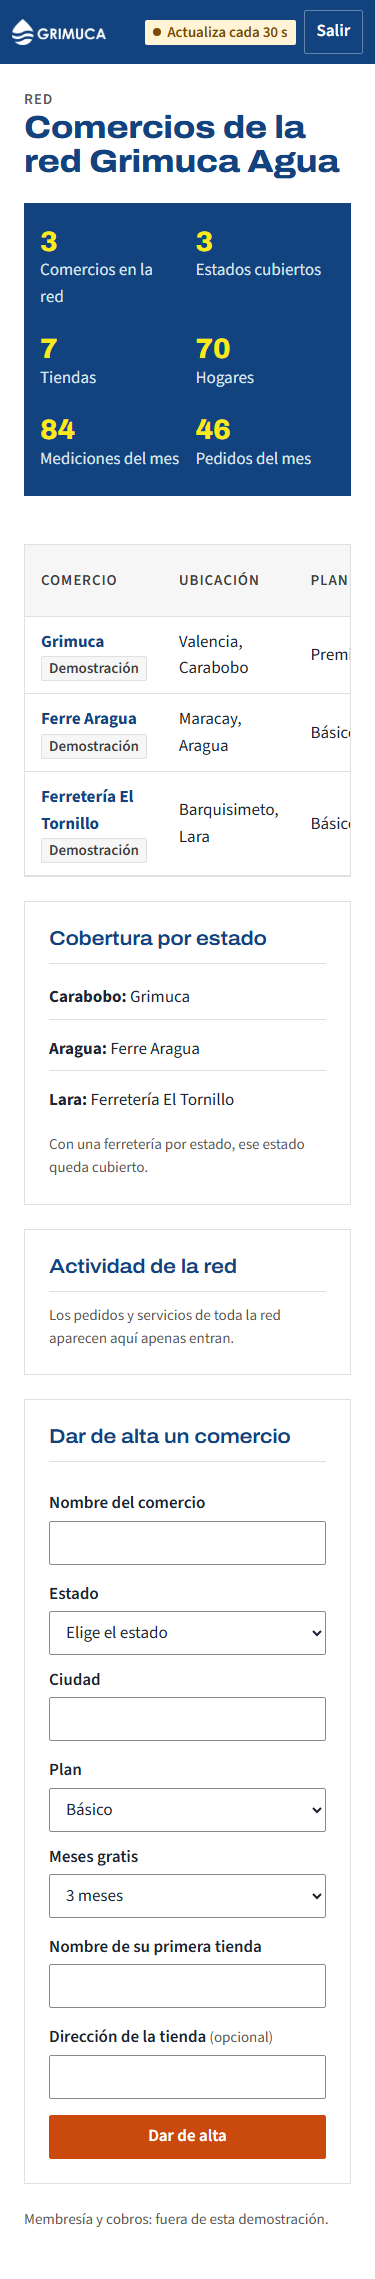 GRIMUCA
Actualiza cada 30 s
Salir
RED
Comercios de la
red Grimuca Agua
3
Comercios en la
red
3
Estados cubiertos
7
Tiendas
70
Hogares
84
Mediciones del mes
46
Pedidos del mes
COMERCIO UBICACIÓN PLAN
Grimuca
Demostración
Valencia,
Carabobo
Premi
Ferre Aragua
Demostración
Maracay,
Aragua
Básic
Ferretería El
Tornillo
Demostración
Barquisimeto,
Lara
Básic
Cobertura por estado
Carabobo: Grimuca
Aragua: Ferre Aragua
Lara: Ferretería El Tornillo
Con una ferretería por estado, ese estado
queda cubierto.
Actividad de la red
Los pedidos y servicios de toda la red
aparecen aquí apenas entran.
Dar de alta un comercio
Nombre del comercio
Estado
Elige el estado
Ciudad
Plan
Básico
Meses gratis
3 meses
Nombre de su primera tienda
Dirección de la tienda (opcional)
Dar de alta
Membresía y cobros: fuera de esta demostración.